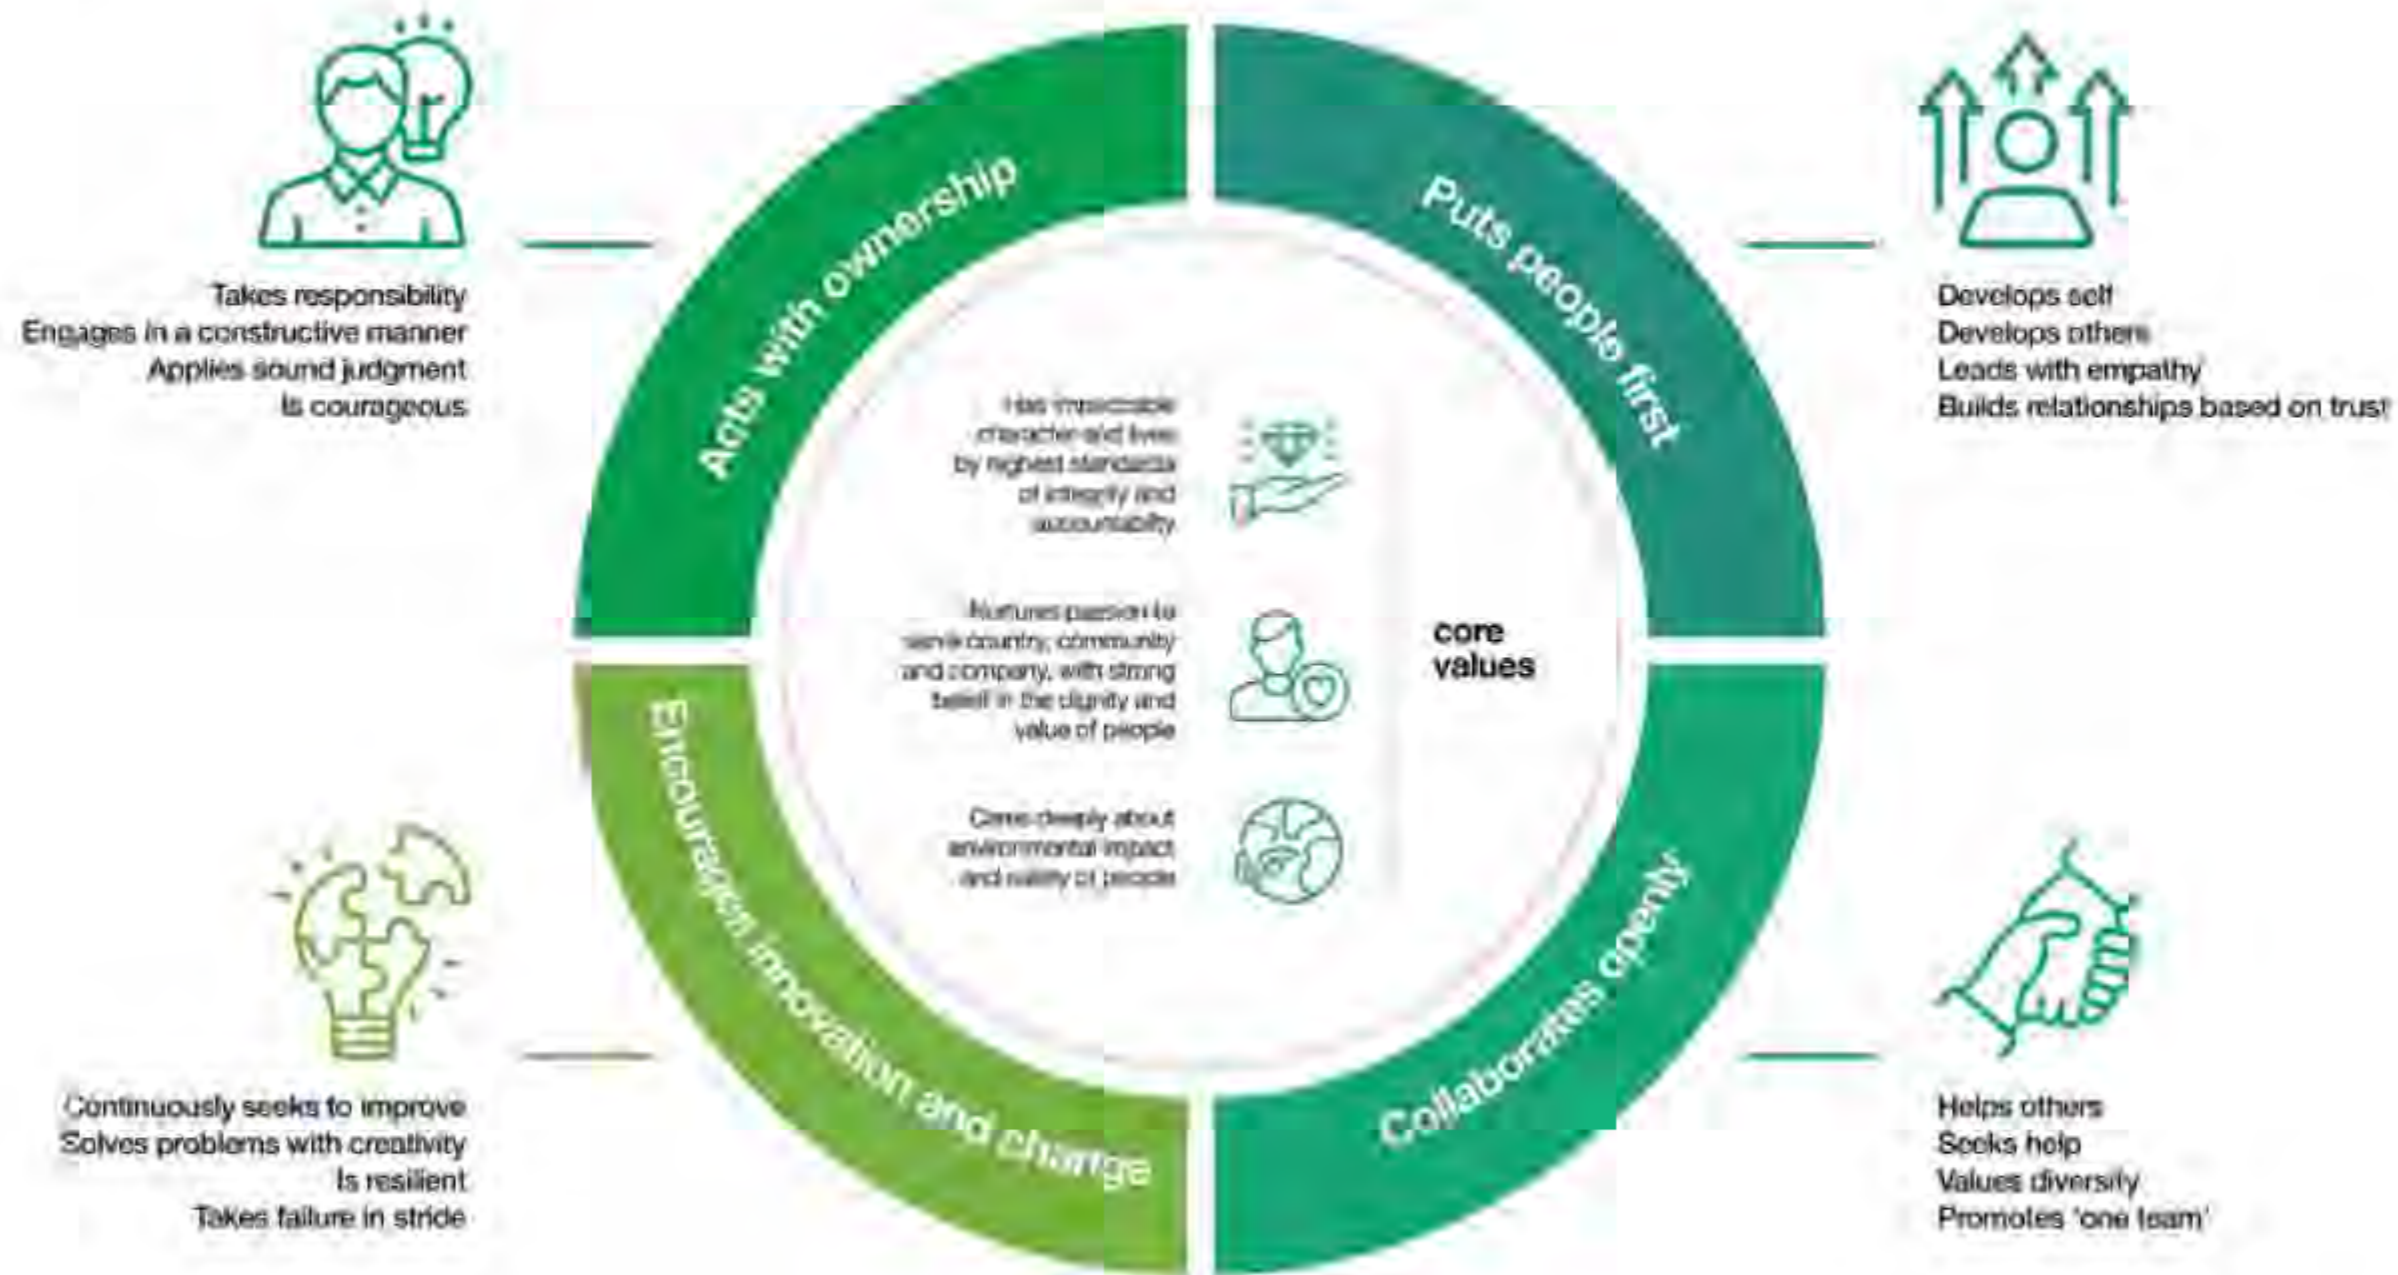 Acts with ownership
Takes responsibility
Engages in a constructive manner
Applies sound judgment
Is courageous
Puts people first
Develops self
Develops others
Leads with empathy
Builds relationships based on trust
Has impeccable
character and lives
by highest standards
of integrity and
accountability
Nurtures passion to
serve country, community
and company, with strong
belief in the dignity and
value of people
Cares deeply about
environmental impact
and safety of people
core
values
Encourages innovation and change
Continuously seeks to improve
Solves problems with creativity
Is resilient
Takes failure in stride
Collaborates openly
Helps others
Seeks help
Values diversity
Promotes 'one team'